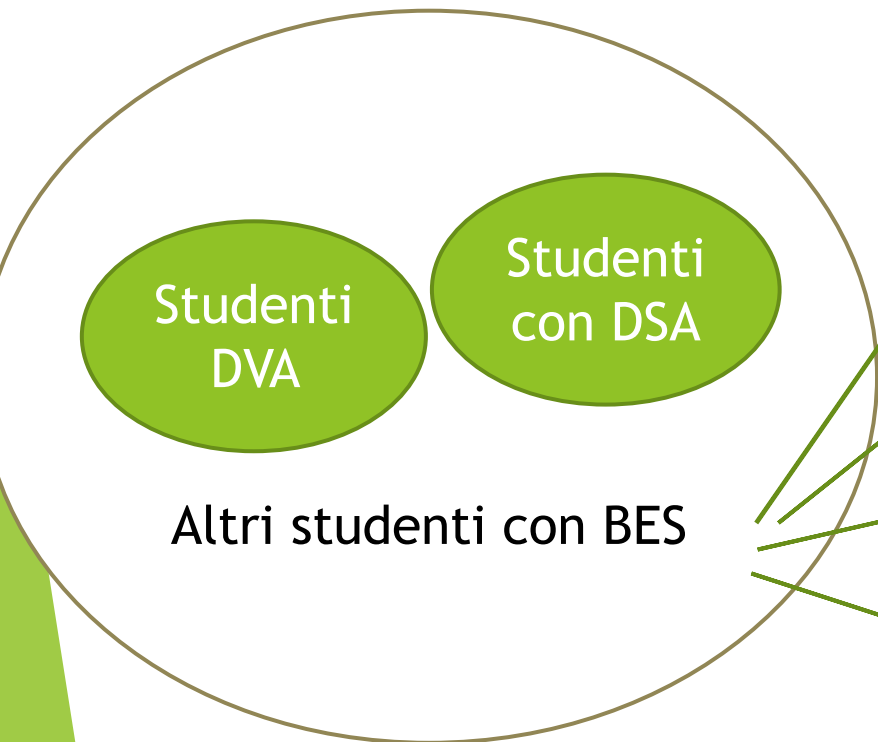 Studenti
DVA
Studenti
con DSA
Altri studenti con BES